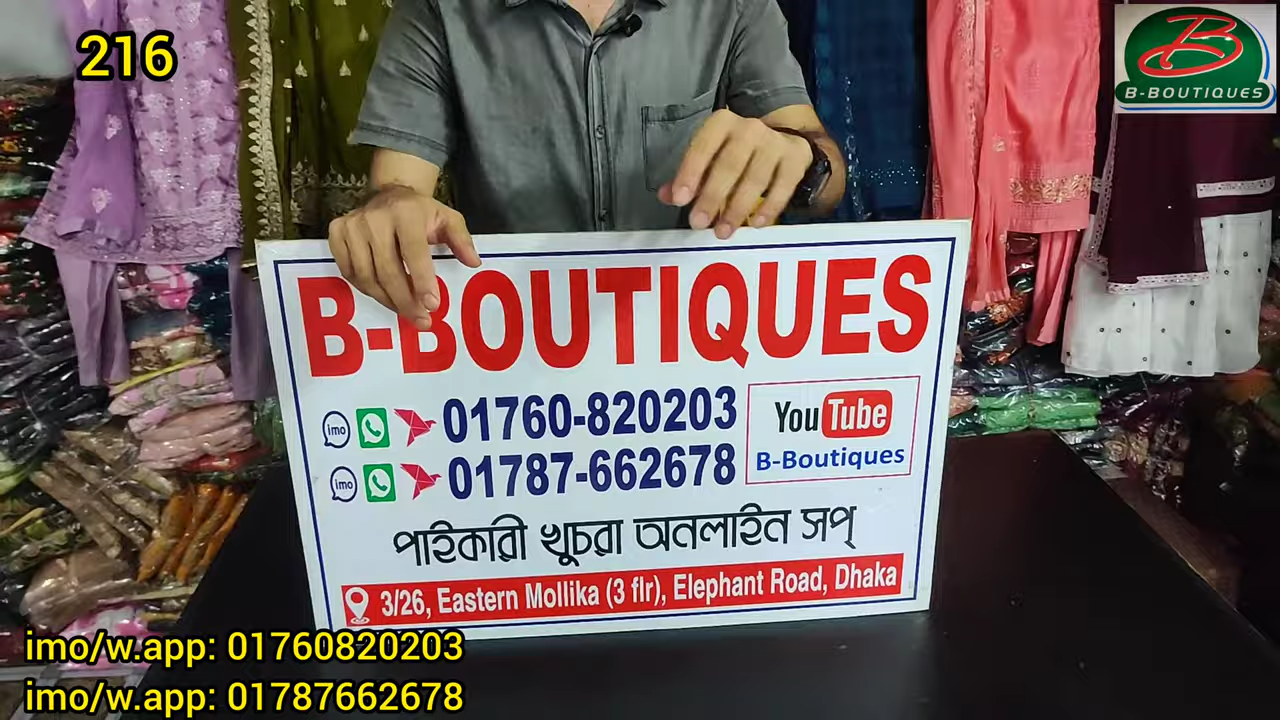 216
B-BOUTIQUES
B-BOUTIQUES
imo 01760-820203
imo 01787-662678
YouTube
B-Boutiques
পাইকারী খুচরা অনলাইন সপ্
3/26, Eastern Mollika (3 flr), Elephant Road, Dhaka
imo/w.app: 01760820203
imo/w.app: 01787662678